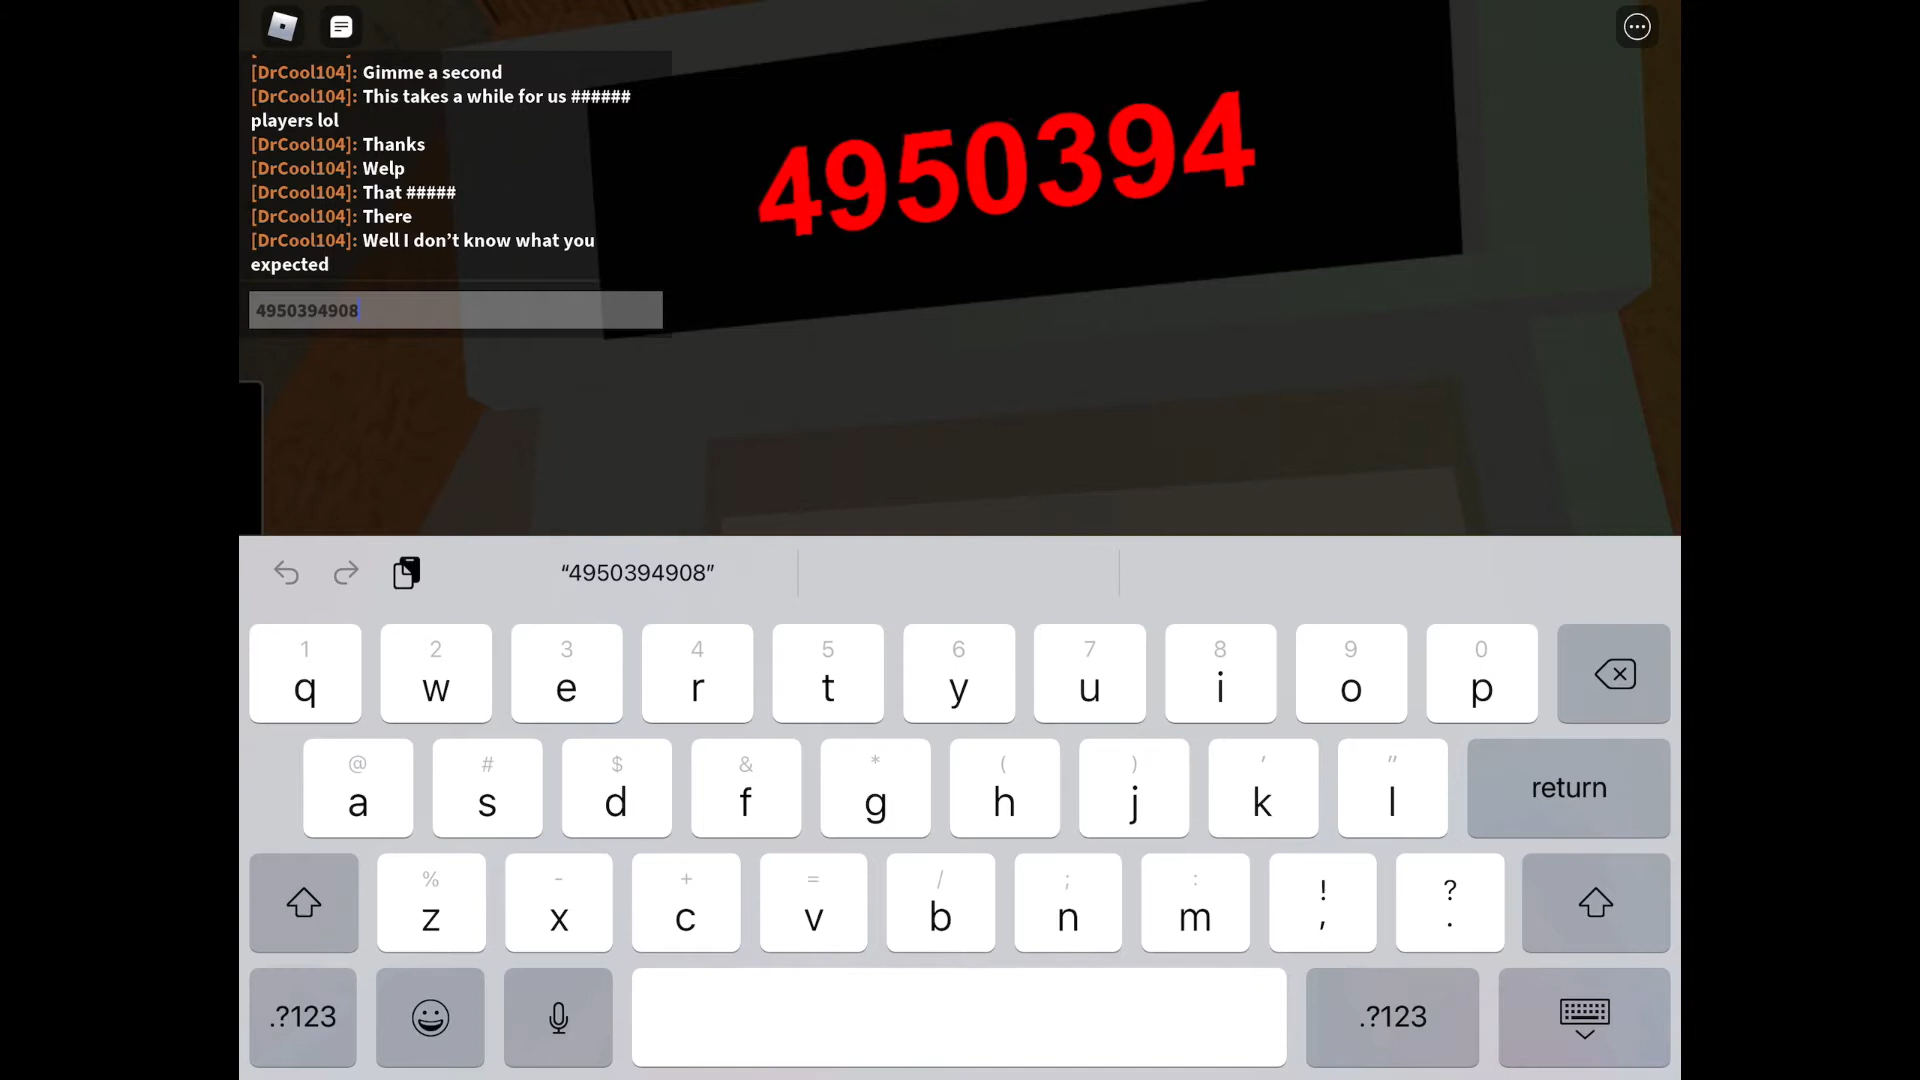 [DrCool104]: Gimme a second
[DrCool104]: This takes a while for us ######
players lol
[DrCool104]: Thanks
[DrCool104]: Welp
[DrCool104]: That #####
[DrCool104]: There
[DrCool104]: Well I don’t know what you
expected
4950394
4950394908
“4950394908”
1 2 3 4 5 6 7 8 9 0
q w e r t y u i o p
@ # $ & * ( ) ’ ”
a s d f g h j k l return
% - + = / ; : ! ?
z x c v b n m , .
.?123 .?123